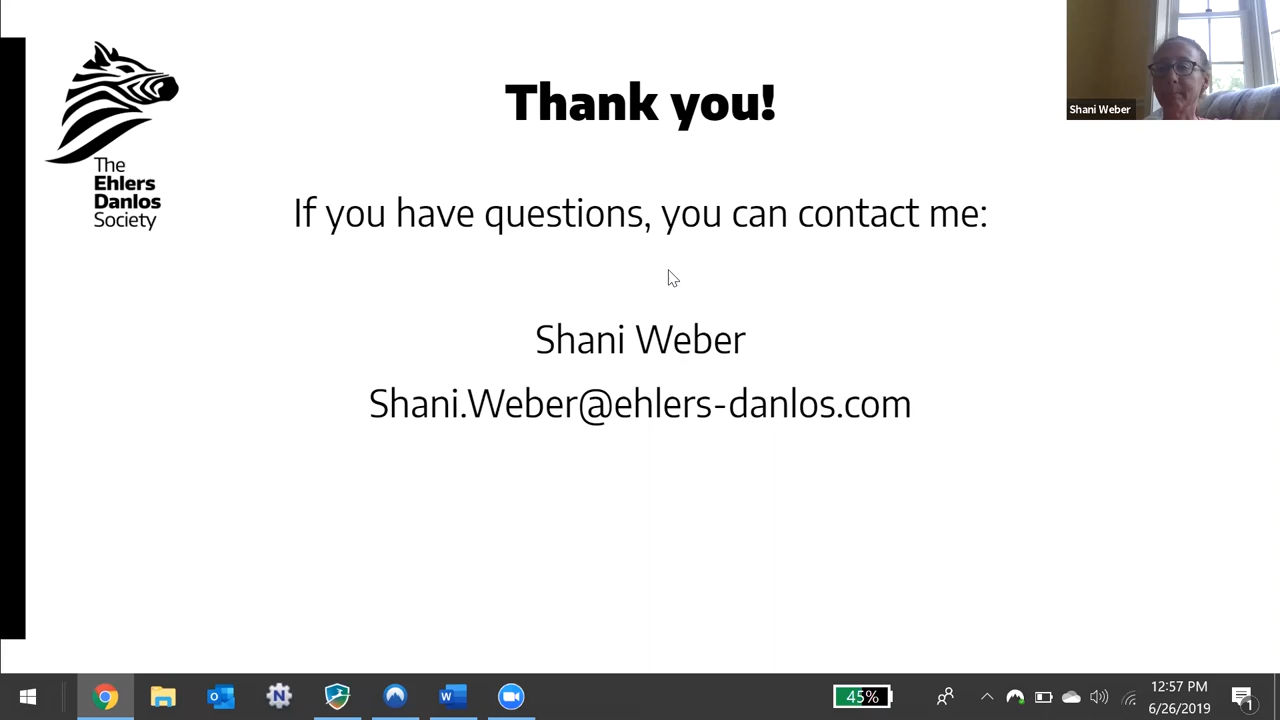 Thank you!
The
Ehlers
Danlos
Society
If you have questions, you can contact me:
Shani Weber
Shani.Weber@ehlers-danlos.com
Shani Weber
45%
12:57 PM
6/26/2019
1